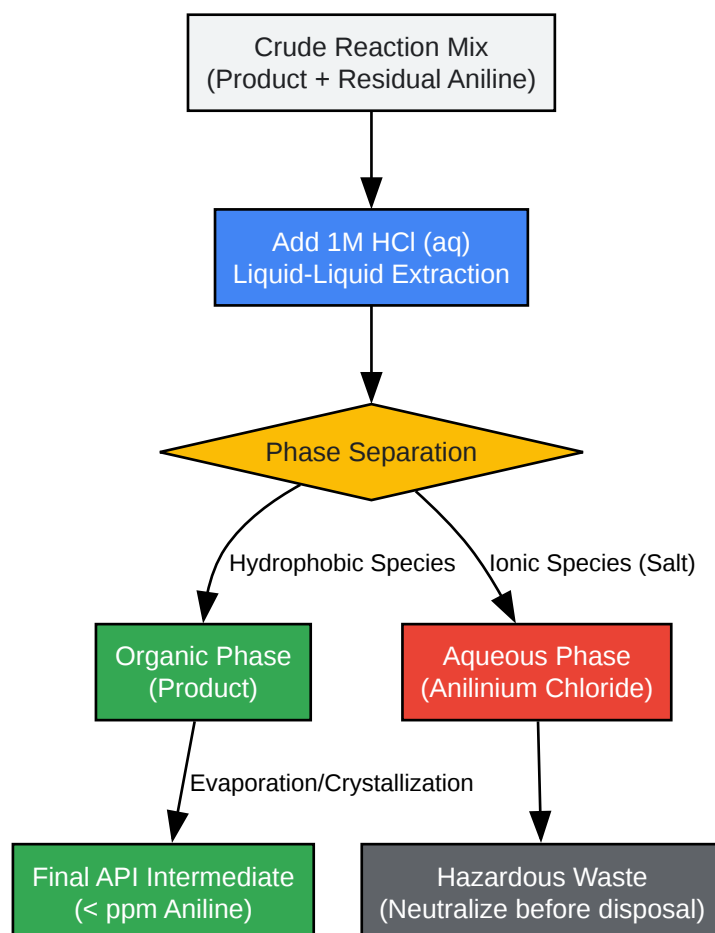 Crude Reaction Mix
(Product + Residual Aniline)
Add 1M HCl (aq)
Liquid-Liquid Extraction
Phase Separation
Hydrophobic Species
Ionic Species (Salt)
Organic Phase
(Product)
Aqueous Phase
(Anilinium Chloride)
Evaporation/Crystallization
Final API Intermediate
(< ppm Aniline)
Hazardous Waste
(Neutralize before disposal)